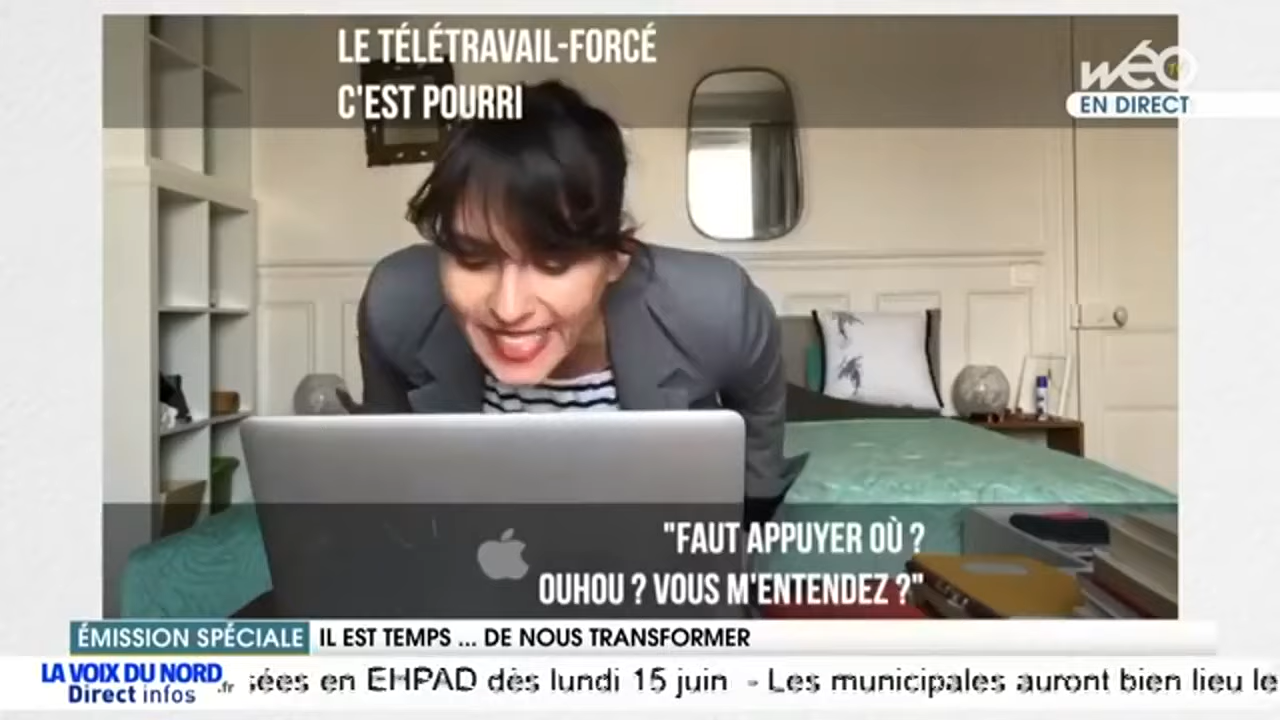 LE TÉLÉTRAVAIL-FORCÉ
C'EST POURRI
wéo
TV
EN DIRECT
"FAUT APPUYER OÙ ?
OUHOU ? VOUS M'ENTENDEZ ?"
ÉMISSION SPÉCIALE IL EST TEMPS ... DE NOUS TRANSFORMER
LA VOIX DU NORD.fr
Direct infos
en EHPAD dès lundi 15 juin - Les municipales auront bien lieu le